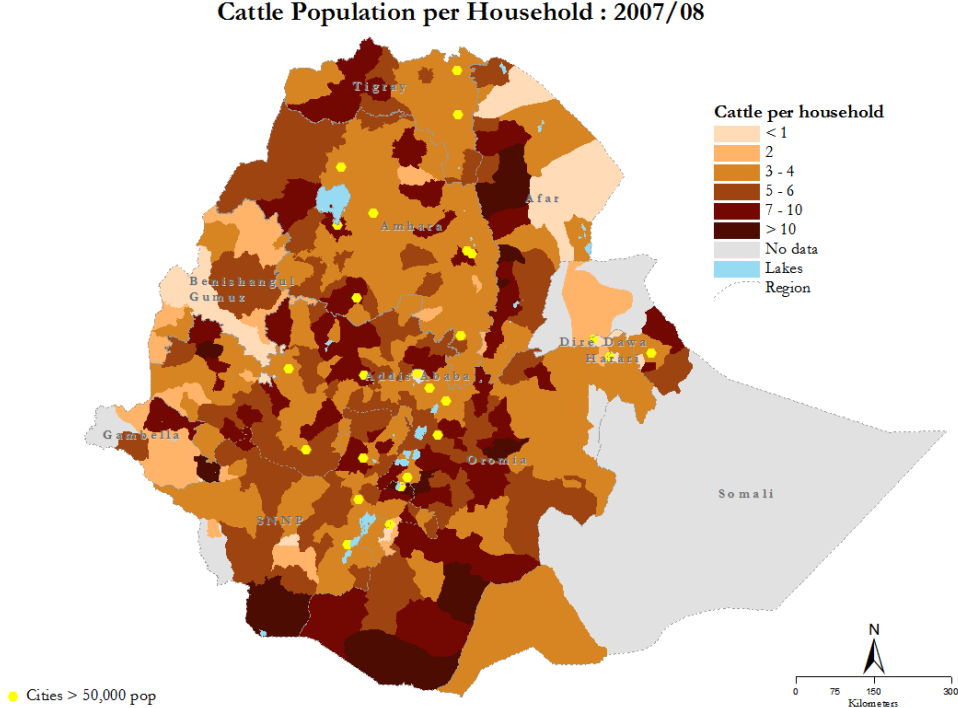 Cattle Population per Household : 2007/08
Tigray
Cattle per household
< 1
2
3 - 4
5 - 6
7 - 10
> 10
No data
Lakes
Region
Afar
Amhara
Benishangul
Gumuz
Dire Dawa
Harari
Addis Ababa
Gambella
Oromia
Somali
SNNP
N
Cities > 50,000 pop
0 75 150 300
Kilometers